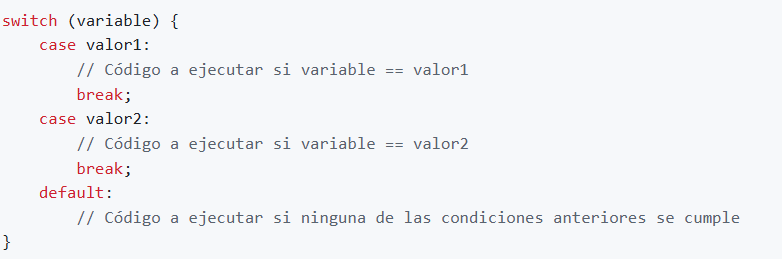 switch (variable) {
    case valor1:
        // Código a ejecutar si variable == valor1
        break;
    case valor2:
        // Código a ejecutar si variable == valor2
        break;
    default:
        // Código a ejecutar si ninguna de las condiciones anteriores se cumple
}